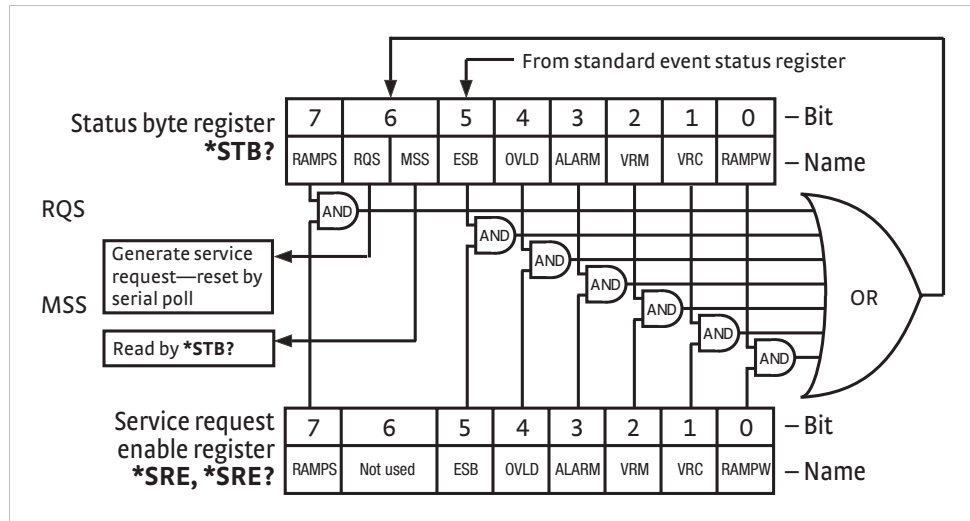 From standard event status register
Status byte register
*STB?
7 6 5 4 3 2 1 0 – Bit
RAMPS RQS MSS ESB OVLD ALARM VRM VRC RAMPW – Name
RQS
Generate service
request—reset by
serial poll
MSS
Read by *STB?
AND
AND
AND
AND
AND
AND
AND
OR
Service request
enable register
*SRE, *SRE?
7 6 5 4 3 2 1 0 – Bit
RAMPS Not used ESB OVLD ALARM VRM VRC RAMPW – Name